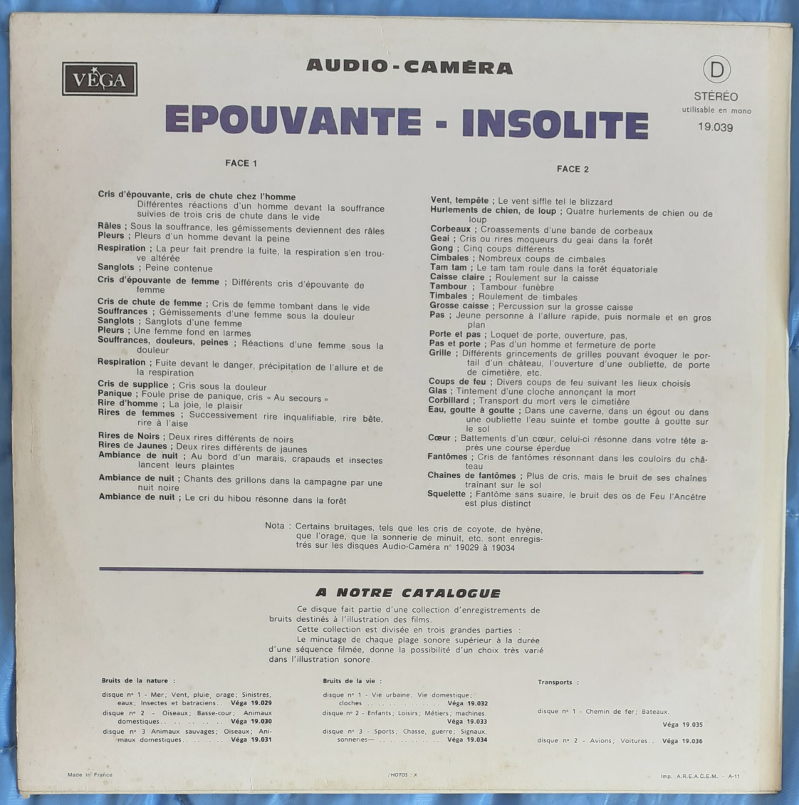 VÉGA
AUDIO-CAMÉRA
D
STÉRÉO
utilisable en mono
19.039
EPOUVANTE - INSOLITE
FACE 1
Cris d'épouvante, cris de chute chez l'homme
Différentes réactions d'un homme devant la souffrance
suivies de trois cris de chute dans le vide
Râles ; Sous la souffrance, les gémissements deviennent des râles
Pleurs ; Pleurs d'un homme devant la peine
Respiration ; La peur fait prendre la fuite, la respiration s'en trou-
ve altérée
Sanglots ; Peine contenue
Cris d'épouvante de femme ; Différents cris d'épouvante de
femme
Cris de chute de femme ; Cris de femme tombant dans le vide
Souffrances ; Gémissements d'une femme sous la douleur
Sanglots ; Sanglots d'une femme
Pleurs ; Une femme fond en larmes
Souffrances, douleurs, peines ; Réactions d'une femme sous la
douleur
Respiration ; Fuite devant le danger, précipitation de l'allure et de
la respiration
Cris de supplice ; Cris sous la douleur
Panique ; Foule prise de panique, cris « Au secours »
Rire d'homme ; La joie, le plaisir
Rires de femmes ; Successivement rire inqualifiable, rire bête,
rire à l'aise
Rires de Noirs ; Deux rires différents de noirs
Rires de Jaunes ; Deux rires différents de jaunes
Ambiance de nuit ; Au bord d'un marais, crapauds et insectes
lancent leurs plaintes
Ambiance de nuit ; Chants des grillons dans la campagne par une
nuit noire
Ambiance de nuit ; Le cri du hibou résonne dans la forêt
FACE 2
Vent, tempête ; Le vent siffle tel le blizzard
Hurlements de chien, de loup ; Quatre hurlements de chien ou de
loup
Corbeaux ; Croassements d'une bande de corbeaux
Geai ; Cris ou rires moqueurs du geai dans la forêt
Gong ; Cinq coups différents
Cimbales ; Nombreux coups de cimbales
Tam tam ; Le tam tam roule dans la forêt équatoriale
Caisse claire ; Roulement sur la caisse
Tambour ; Tambour funèbre
Timbales ; Roulement de timbales
Grosse caisse ; Percussion sur la grosse caisse
Pas ; Jeune personne à l'allure rapide, puis normale et en gros
plan
Porte et pas ; Loquet de porte, ouverture, pas,
Pas et porte ; Pas d'un homme et fermeture de porte
Grille ; Différents grincements de grilles pouvant évoquer le por-
tail d'un château, l'ouverture d'une oubliette, de porte
de cimetière, etc.
Coups de feu ; Divers coups de feu suivant les lieux choisis
Glas ; Tintement d'une cloche annonçant la mort
Corbillard ; Transport du mort vers le cimetière
Eau, goutte à goutte ; Dans une caverne, dans un égout ou dans
une oubliette l'eau suinte et tombe goutte à goutte sur
le sol
Cœur ; Battements d'un cœur, celui-ci résonne dans votre tête a-
près une course éperdue
Fantômes ; Cris de fantômes résonnant dans les couloirs du châ-
teau
Chaînes de fantômes ; Plus de cris, mais le bruit de ses chaînes
traînant sur le sol
Squelette ; Fantôme sans suaire, le bruit des os de Feu l'Ancêtre
est plus distinct
Nota : Certains bruitages, tels que les cris de coyote, de hyène,
que l'orage, que la sonnerie de minuit, etc. sont enregis-
trés sur les disques Audio-Caméra n° 19029 à 19034
A NOTRE CATALOGUE
Ce disque fait partie d'une collection d'enregistrements de
bruits destinés à l'illustration des films.
Cette collection est divisée en trois grandes parties :
Le minutage de chaque plage sonore supérieur à la durée
d'une séquence filmée, donne la possibilité d'un choix très varié
dans l'illustration sonore
Bruits de la nature :
disque n° 1 - Mer; Vent, pluie, orage; Sinistres,
eaux; Insectes et batraciens. Véga 19.029
disque n° 2 - Oiseaux; Basse-cour; Animaux
domestiques.......... Véga 19.030
disque n° 3 Animaux sauvages; Oiseaux; Ani-
maux domestiques........ Véga 19.031
Bruits de la vie :
disque n° 1 - Vie urbaine; Vie domestique;
cloches............ Véga 19.032
disque n° 2 - Enfants; Loisirs; Métiers, machines.
Véga 19.033
disque n° 3 - Sports; Chasse, guerre; Signaux,
sonneries—......... Véga 19.034
Transports :
disque n° 1 - Chemin de fer; Bateaux.
Véga 19.035
disque n° 2 - Avions; Voitures.. Véga 19.036
Made in France
Imp. A.R.E.A.C.E.M. - A-11